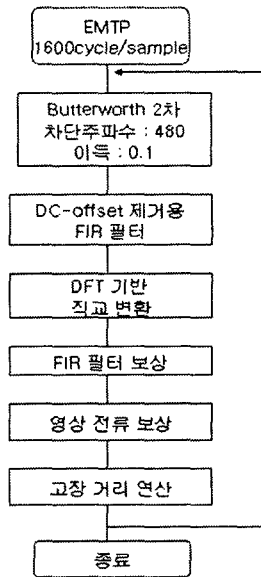 EMTP
1600cycle/sample
Butterworth 2차
차단주파수 : 480
이득 : 0.1
DC-offset 제거용
FIR 필터
DFT 기반
직교 변환
FIR 필터 보상
영상 전류 보상
고장 거리 연산
종료